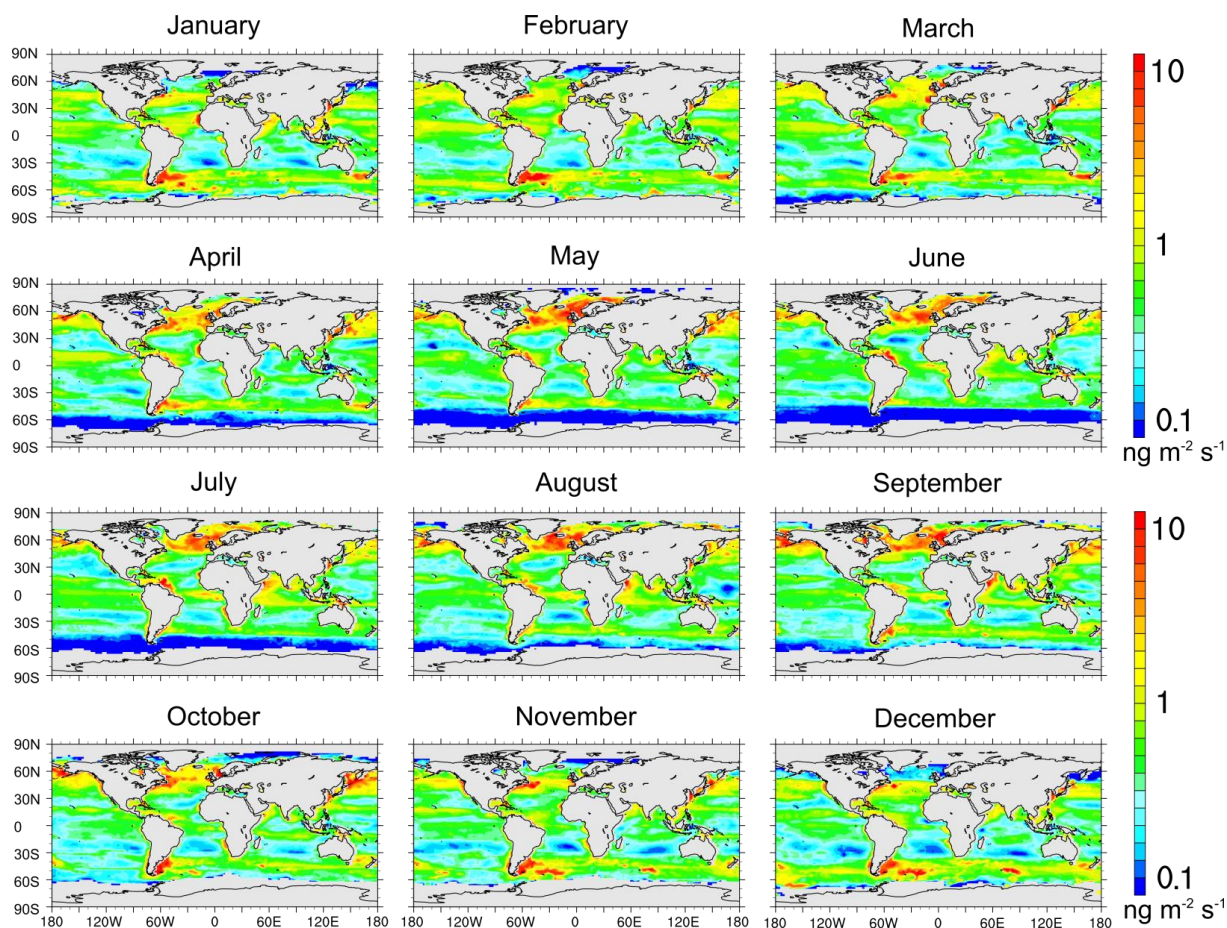 January February March
90N
60N
30N
0
30S
60S
90S
10
1
0.1
ng m⁻² s⁻¹
April May June
90N
60N
30N
0
30S
60S
90S
July August September
90N
60N
30N
0
30S
60S
90S
10
1
0.1
ng m⁻² s⁻¹
October November December
90N
60N
30N
0
30S
60S
90S
180 120W 60W 0 60E 120E 180 120W 60W 0 60E 120E 180 120W 60W 0 60E 120E 180